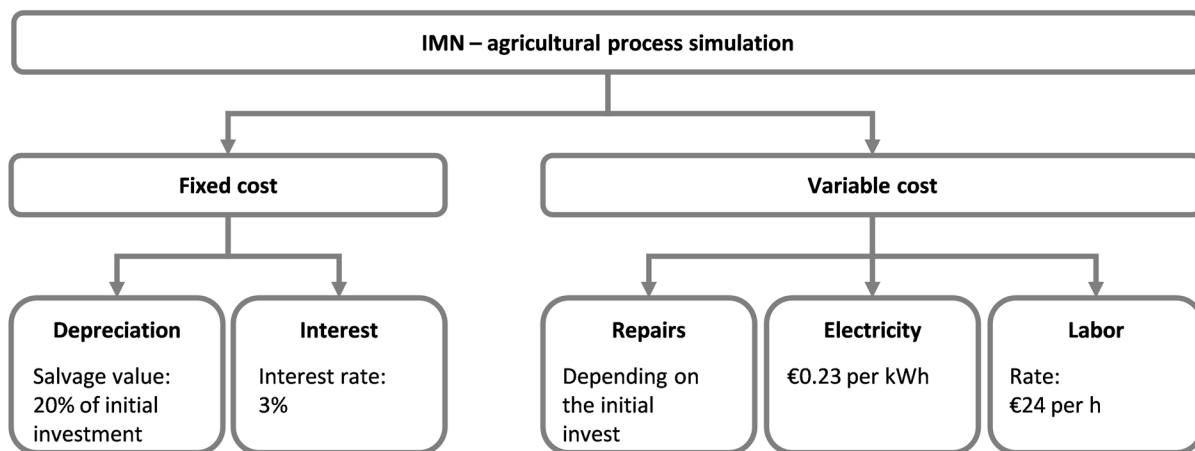 IMN – agricultural process simulation
Fixed cost
Variable cost
Depreciation
Salvage value:
20% of initial
investment
Interest
Interest rate:
3%
Repairs
Depending on
the initial
invest
Electricity
€0.23 per kWh
Labor
Rate:
€24 per h